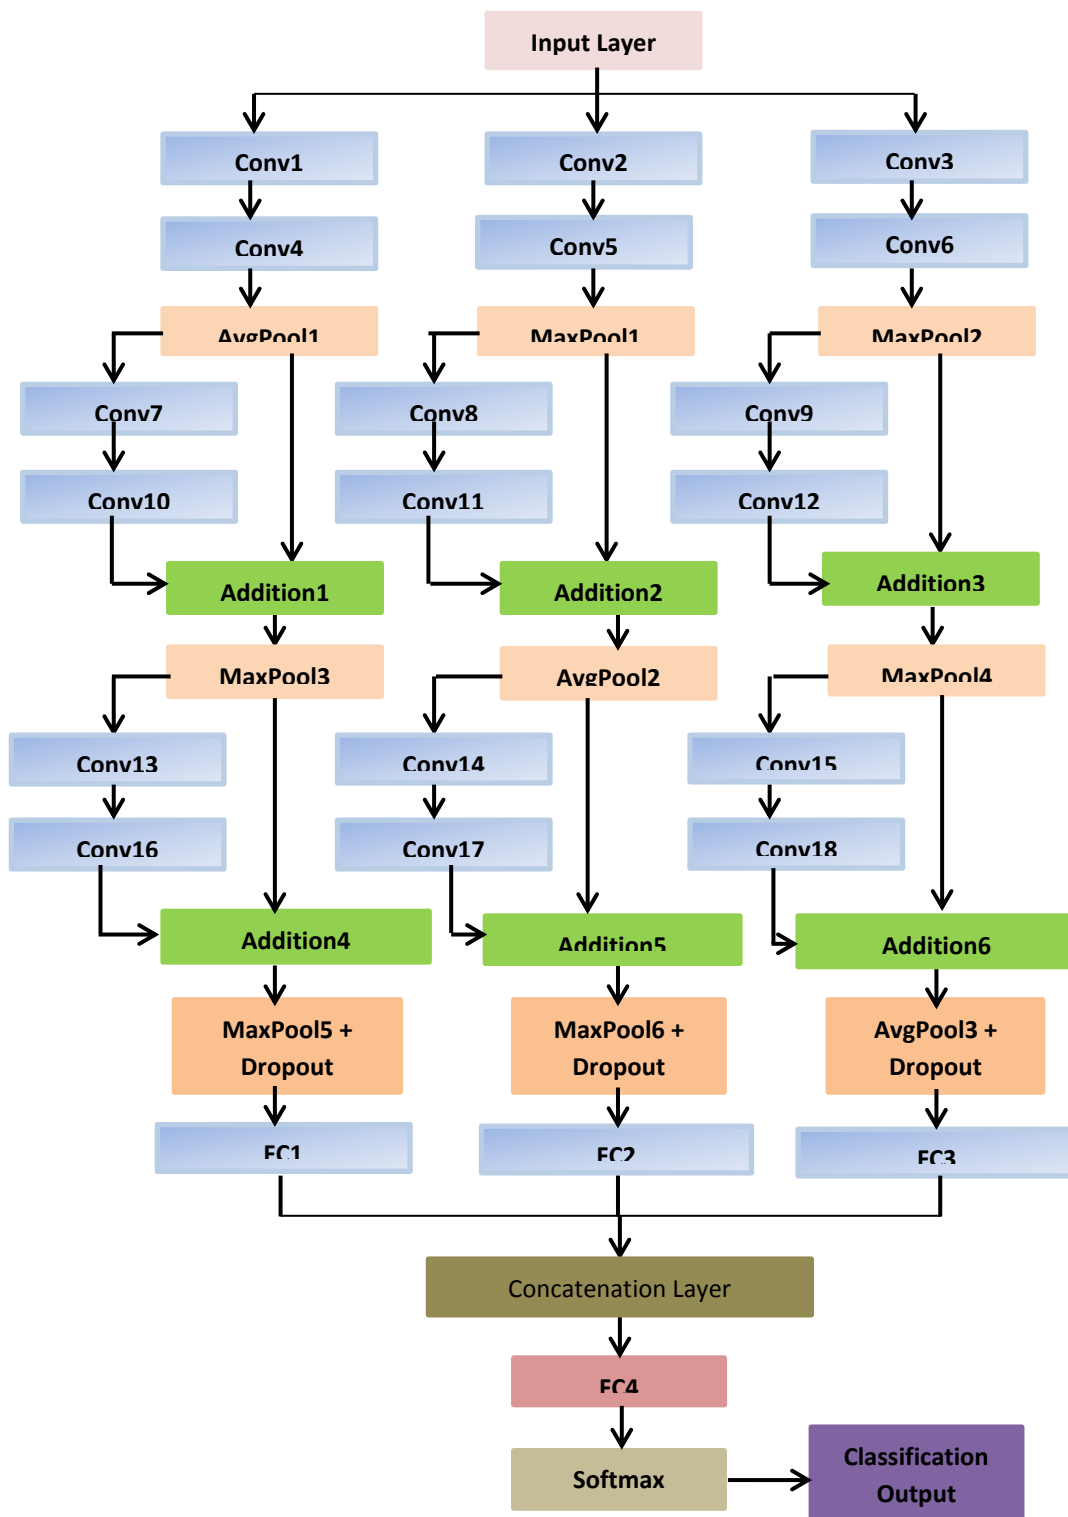 Input Layer
Conv1
Conv2
Conv3
Conv4
Conv5
Conv6
AvgPool1
MaxPool1
MaxPool2
Conv7
Conv8
Conv9
Conv10
Conv11
Conv12
Addition1
Addition2
Addition3
MaxPool3
AvgPool2
MaxPool4
Conv13
Conv14
Conv15
Conv16
Conv17
Conv18
Addition4
Addition5
Addition6
MaxPool5 +
Dropout
MaxPool6 +
Dropout
AvgPool3 +
Dropout
FC1
FC2
FC3
Concatenation Layer
FC4
Softmax
Classification
Output